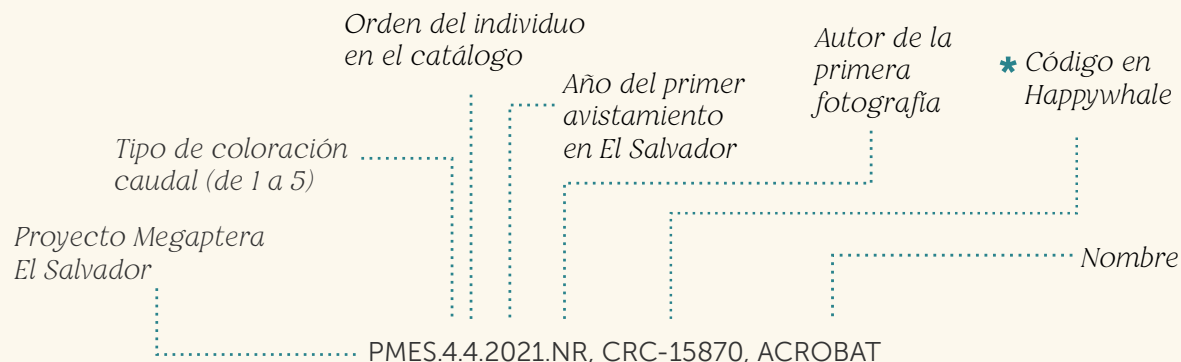 Orden del individuo
en el catálogo
Autor de la
primera
fotografía
* Código en
Happywhale
Año del primer
avistamiento
en El Salvador
Tipo de coloración
caudal (de 1 a 5)
Proyecto Megaptera
El Salvador
Nombre
PMES.4.4.2021.NR, CRC-15870, ACROBAT